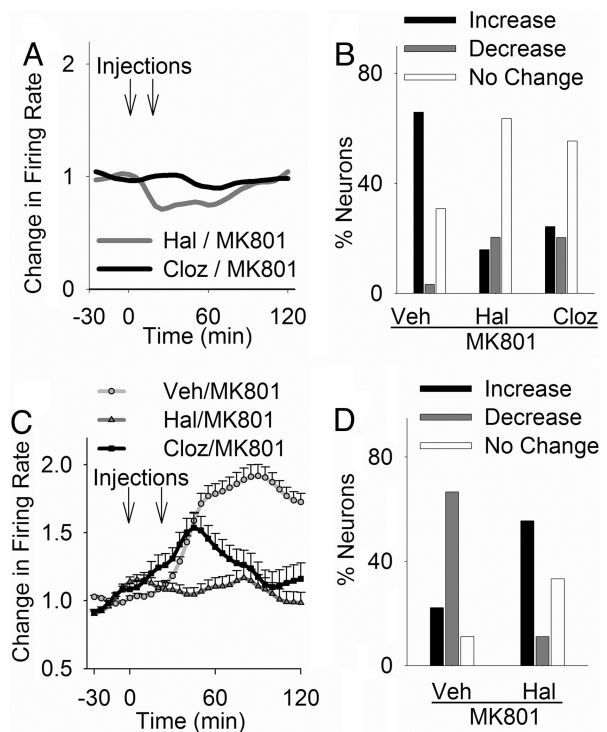 A
Injections
Change in Firing Rate
2
1
0
Hal / MK801
Cloz / MK801
-30 0 60 120
Time (min)
B
Increase
Decrease
No Change
% Neurons
80
40
0
Veh Hal Cloz
MK801
C
Veh/MK801
Hal/MK801
Cloz/MK801
Injections
Change in Firing Rate
2.0
1.5
1.0
0.5
-30 0 60 120
Time (min)
D
Increase
Decrease
No Change
% Neurons
80
40
0
Veh Hal
MK801